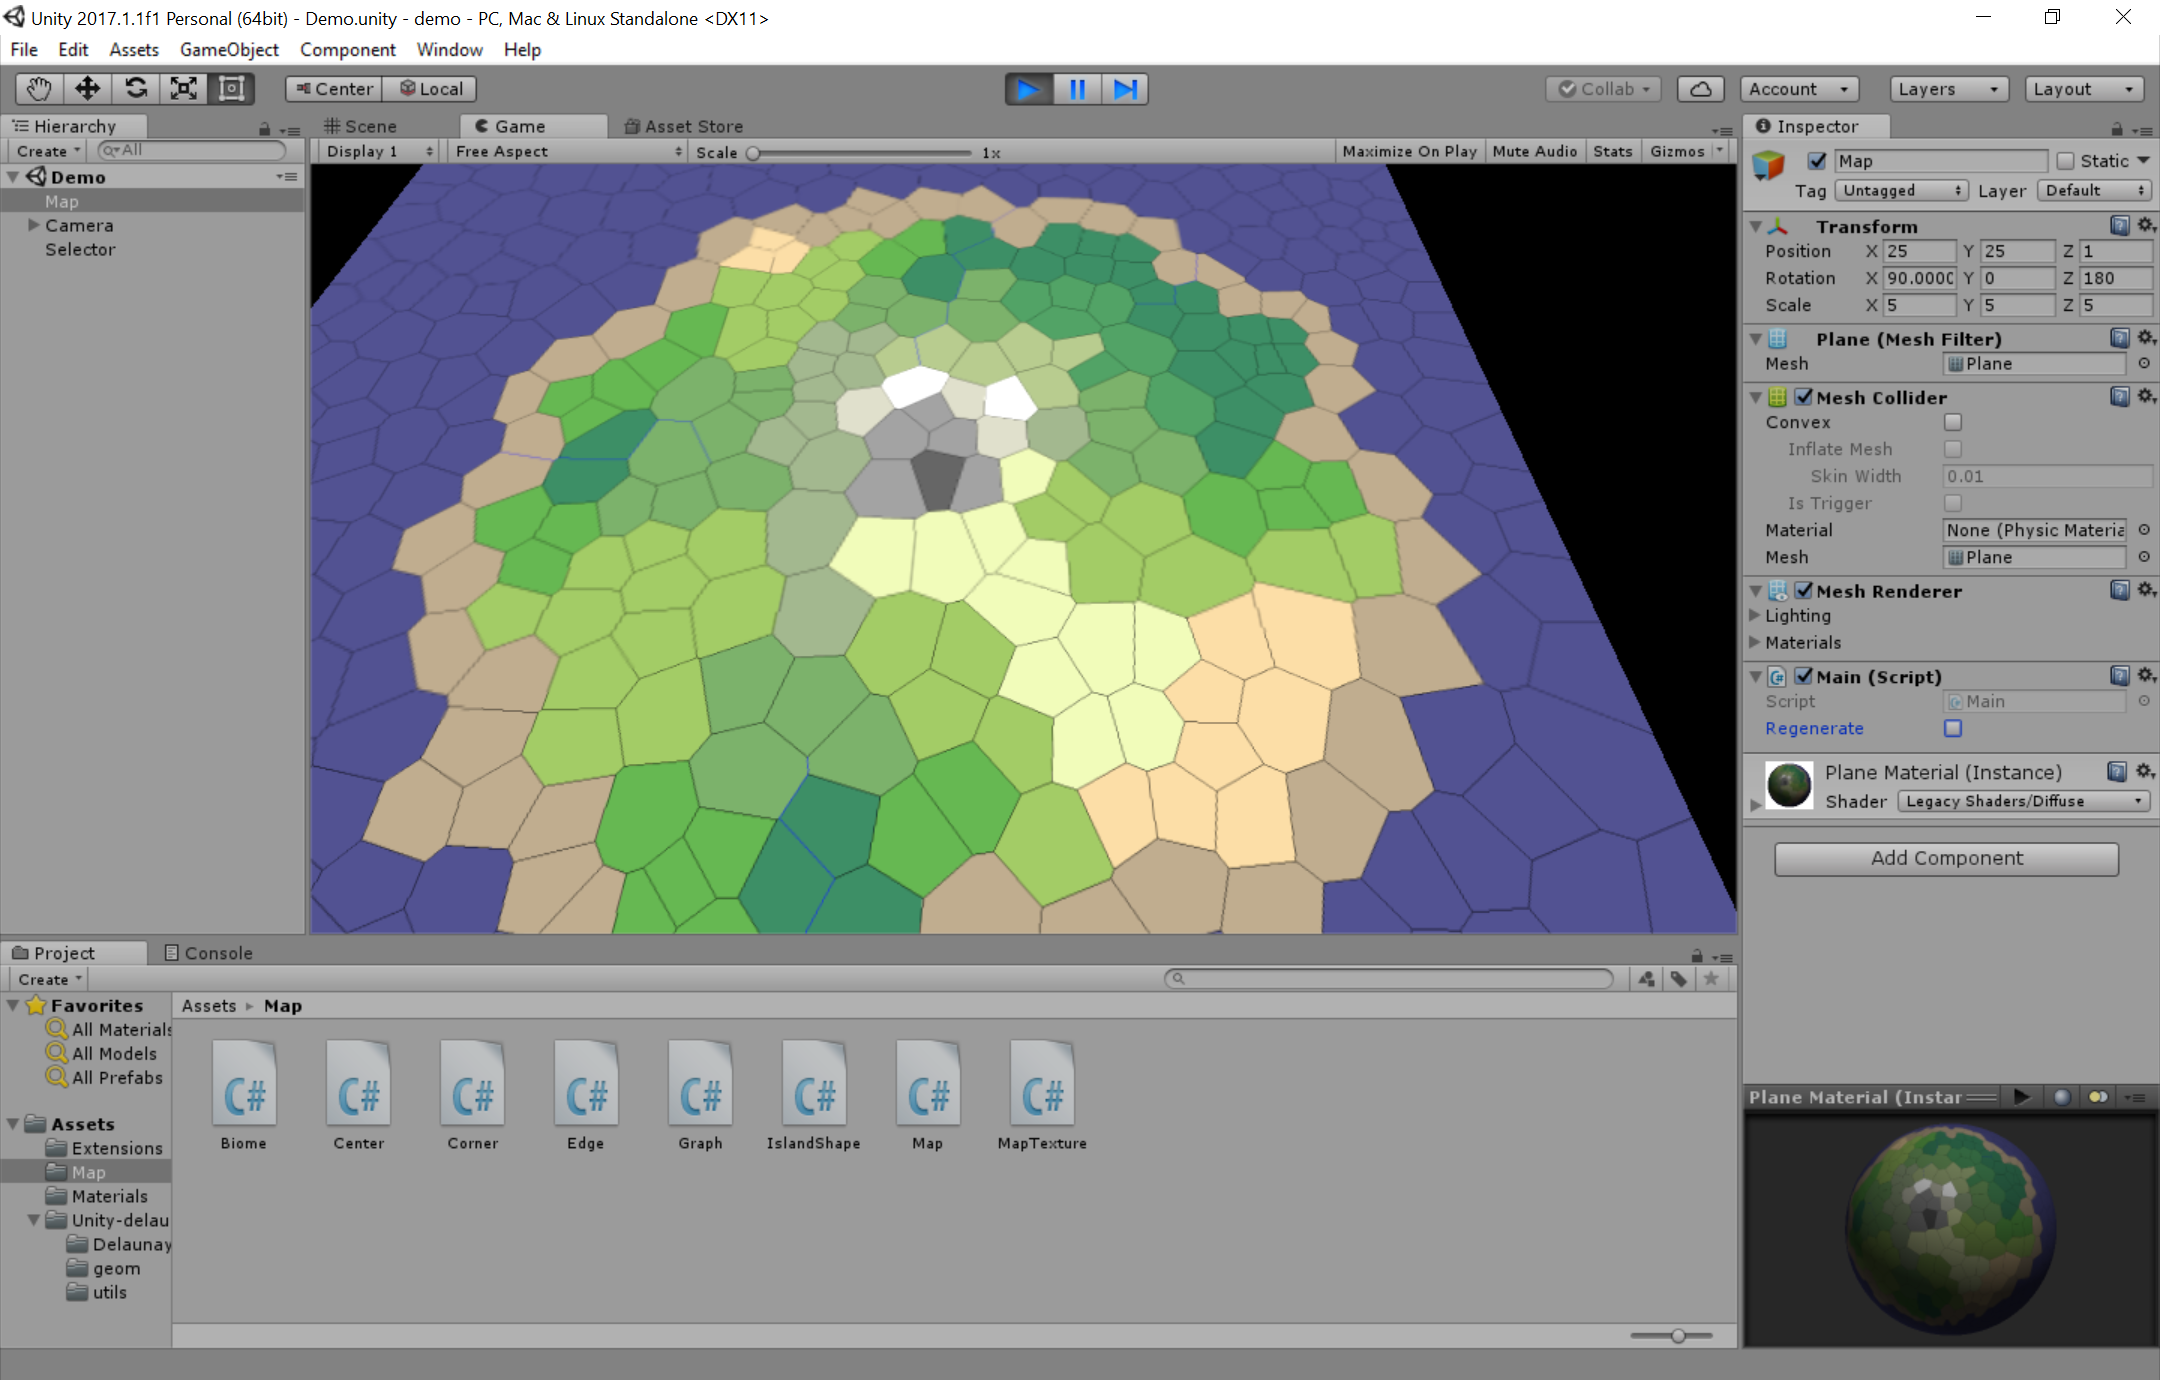 Unity 2017.1.1f1 Personal (64bit) - Demo.unity - demo - PC, Mac & Linux Standalone <DX11>
File Edit Assets GameObject Component Window Help
Center Local Collab Account Layers Layout
Hierarchy
Create All
Demo
Map
Camera
Selector
Scene Game Asset Store
Display 1 Free Aspect Scale 1x Maximize On Play Mute Audio Stats Gizmos
Inspector
Map Static
Tag Untagged Layer Default
Transform
Position X 25 Y 25 Z 1
Rotation X 90.000C Y 0 Z 180
Scale X 5 Y 5 Z 5
Plane (Mesh Filter)
Mesh Plane
Mesh Collider
Convex
Inflate Mesh
Skin Width 0.01
Is Trigger
Material None (Physic Materia
Mesh Plane
Mesh Renderer
Lighting
Materials
C# Main (Script)
Script Main
Regenerate
Plane Material (Instance)
Shader Legacy Shaders/Diffuse
Add Component
Project Console
Create
Favorites
All Materials
All Models
All Prefabs
Assets
Extensions
Map
Materials
Unity-delau
Delaunay
geom
utils
Assets Map
C# C# C# C# C# C# C# C#
Biome Center Corner Edge Graph IslandShape Map MapTexture
Plane Material (Instar